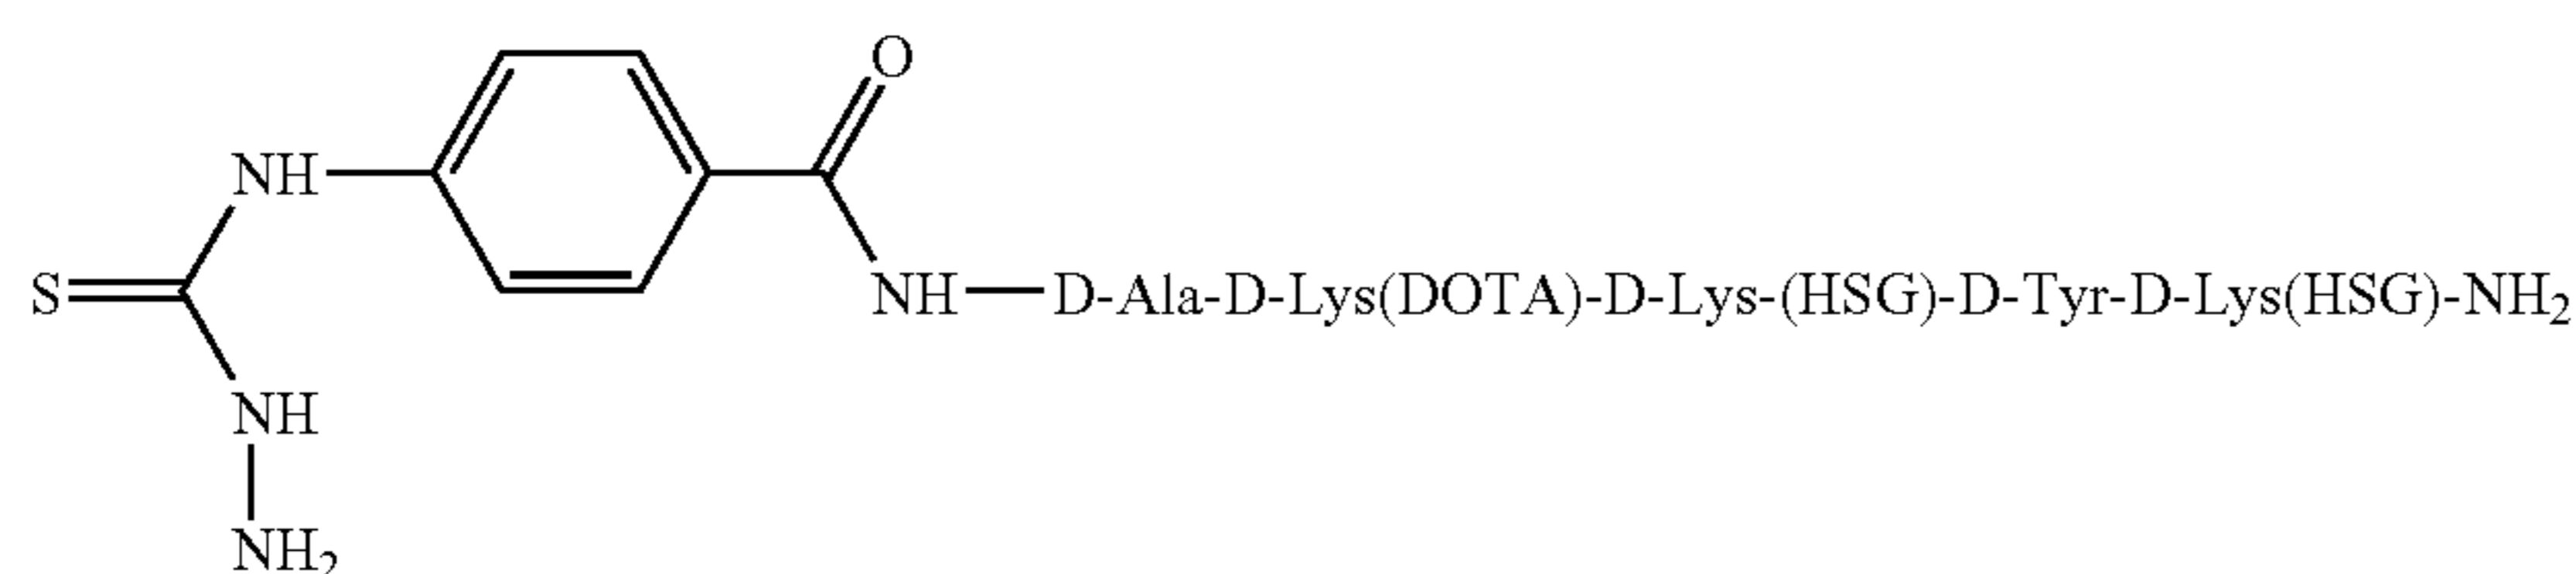 O
NH
S
NH—D-Ala-D-Lys(DOTA)-D-Lys-(HSG)-D-Tyr-D-Lys(HSG)-NH₂
NH
NH₂